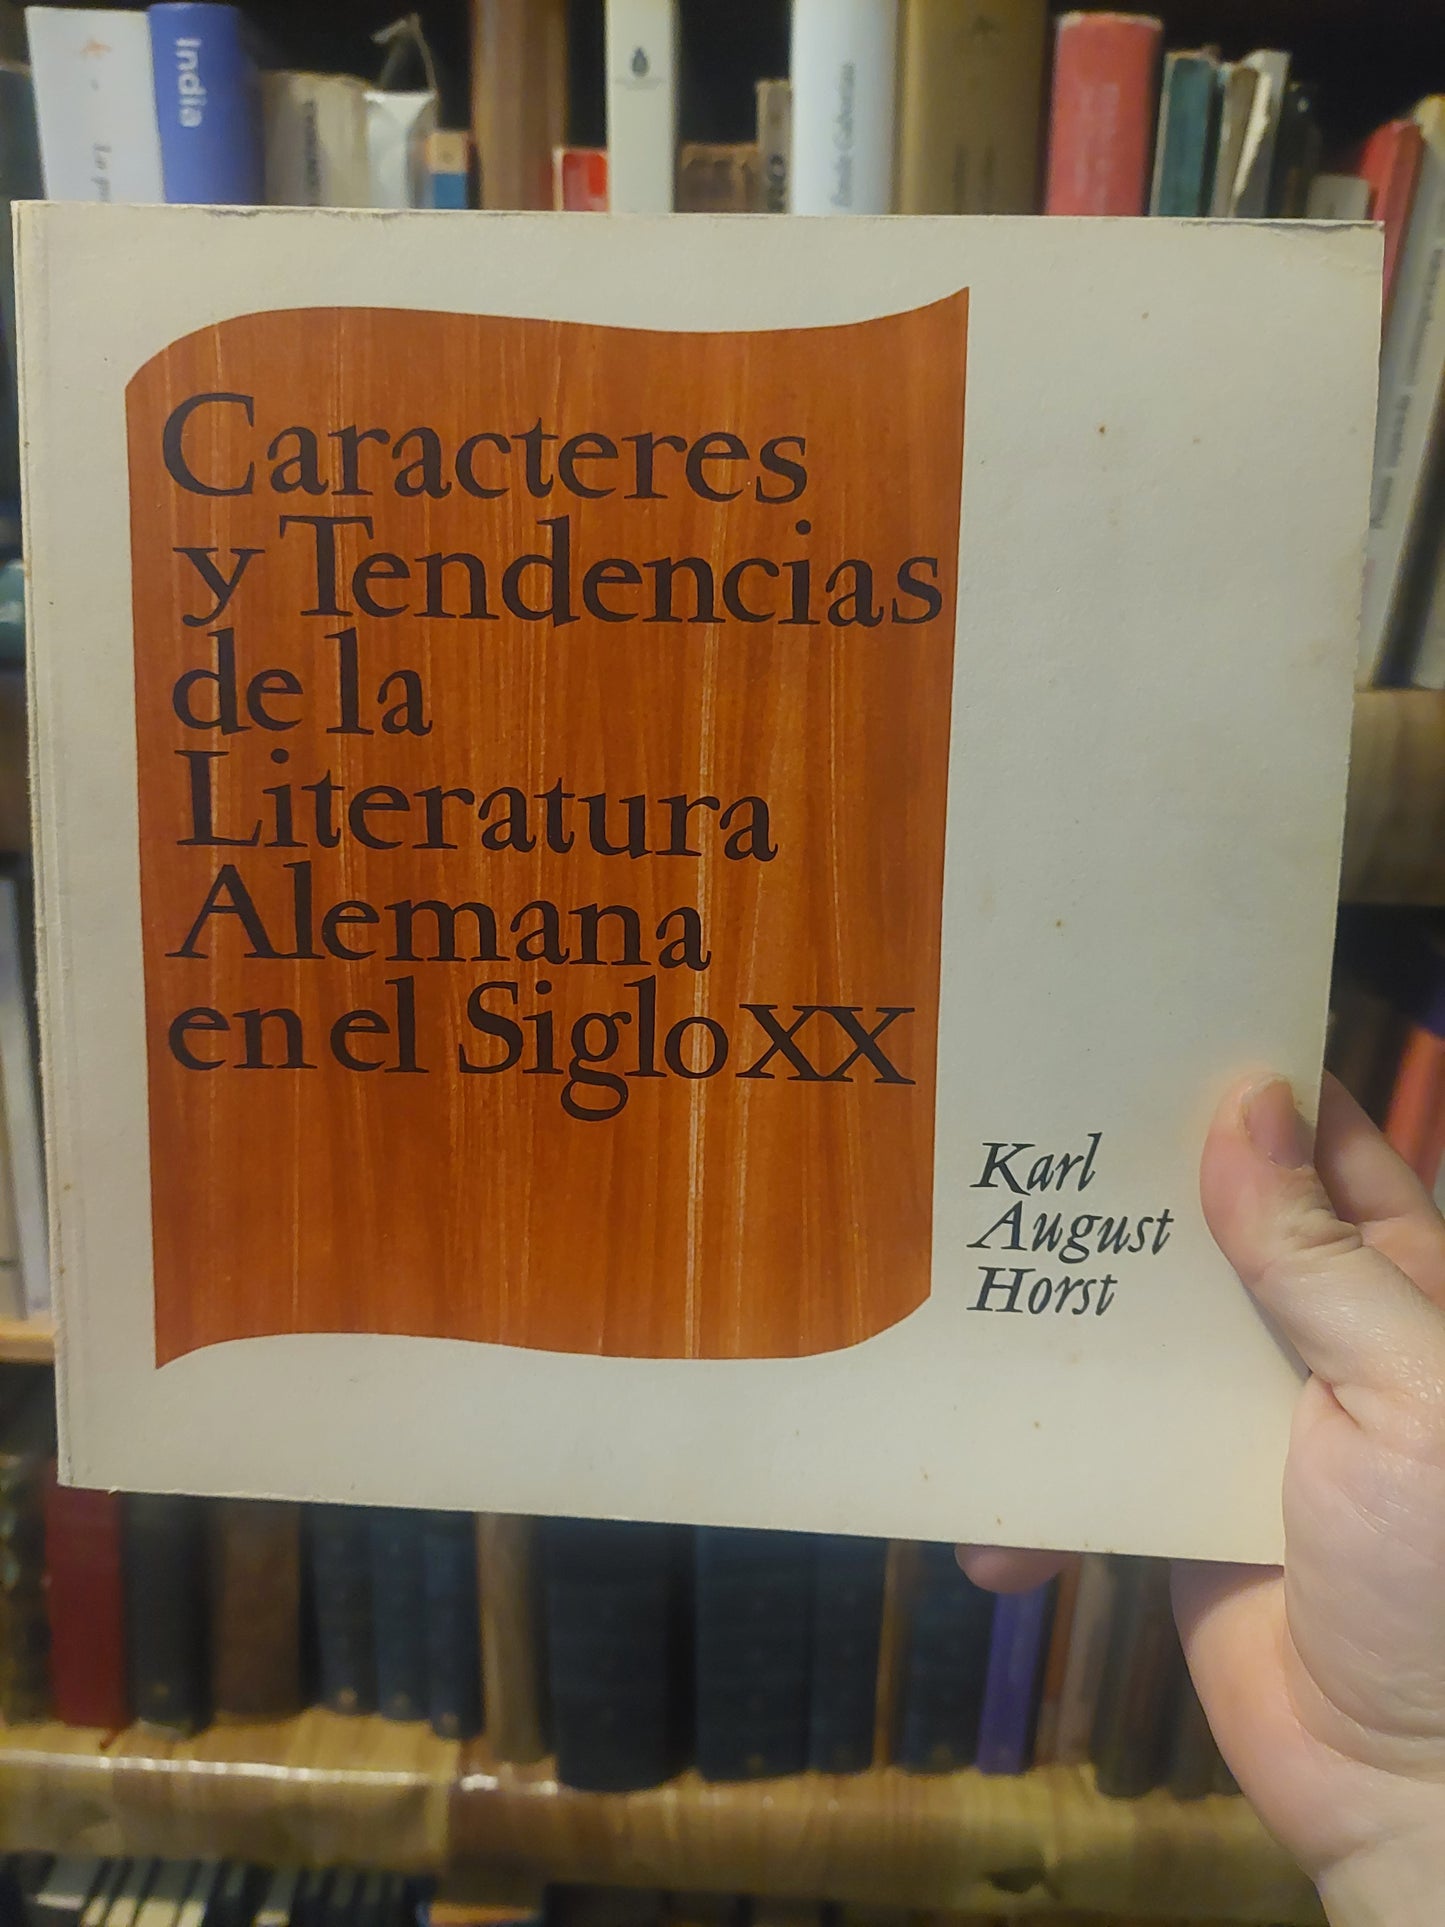 India
Caracteres
y Tendencias
de la
Literatura
Alemana
en el Siglo XX
Karl
August
Horst